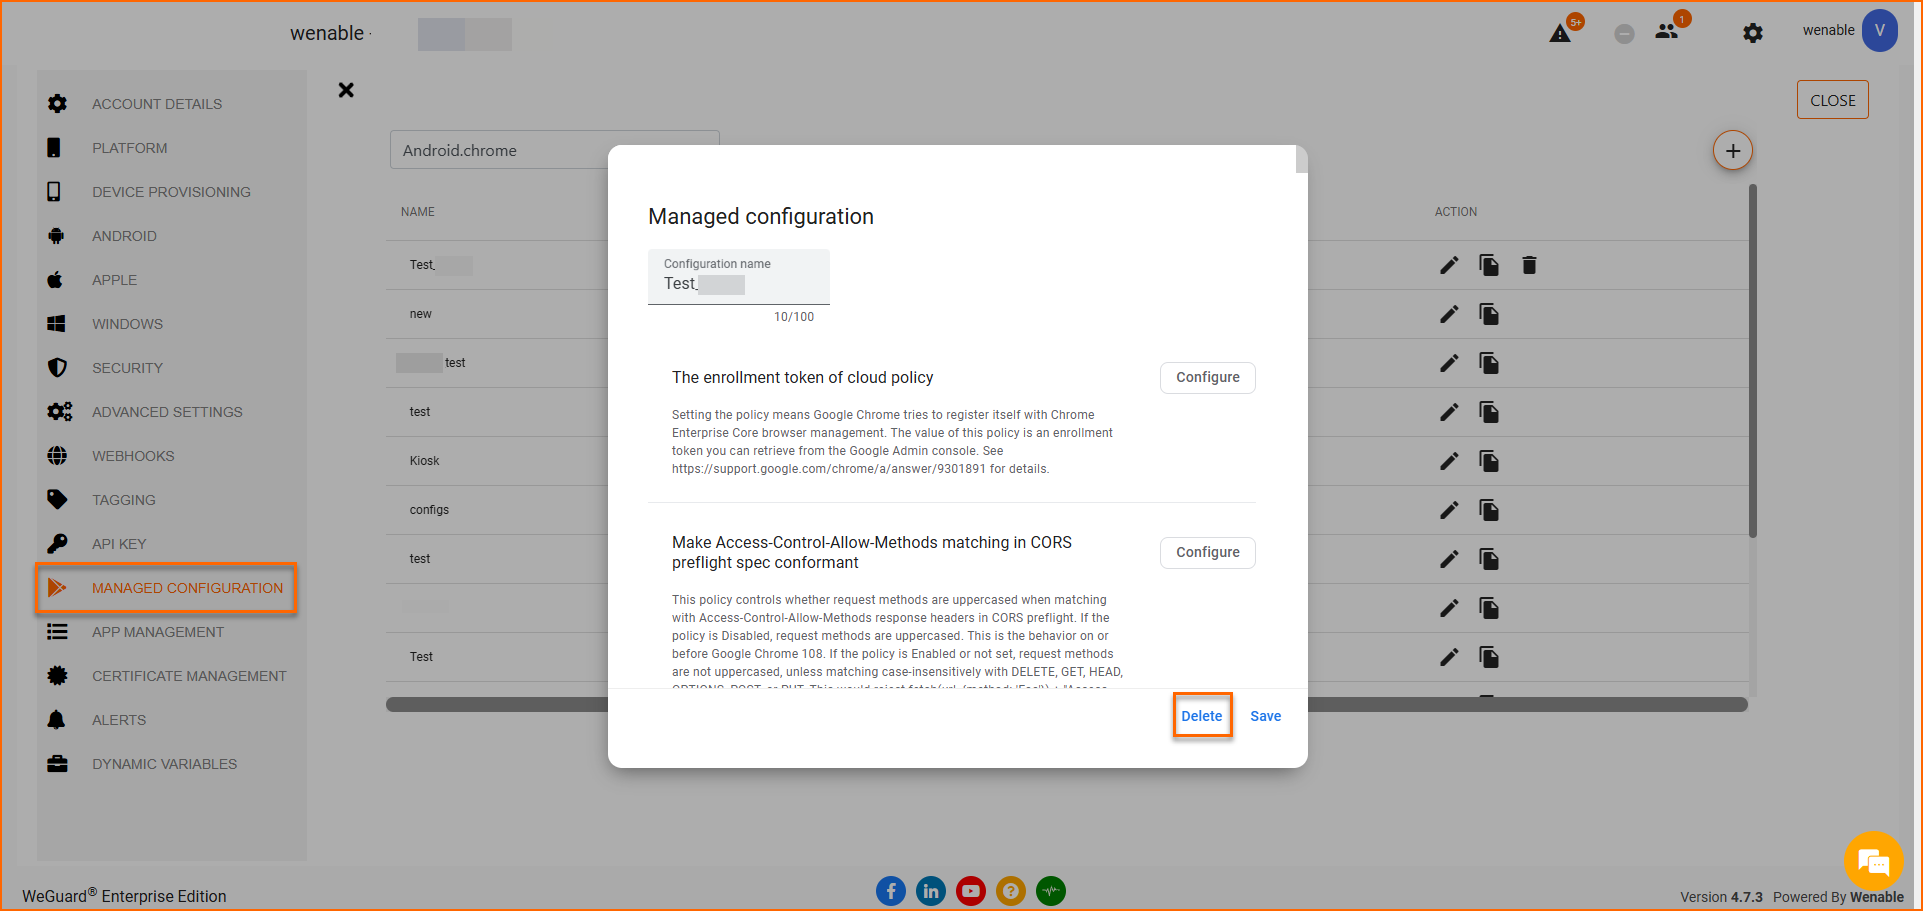 wenable
5+
1
wenable
V
ACCOUNT DETAILS
PLATFORM
DEVICE PROVISIONING
ANDROID
APPLE
WINDOWS
SECURITY
ADVANCED SETTINGS
WEBHOOKS
TAGGING
API KEY
MANAGED CONFIGURATION
APP MANAGEMENT
CERTIFICATE MANAGEMENT
ALERTS
DYNAMIC VARIABLES
CLOSE
Android.chrome
NAME
ACTION
Test_
new
test
test
Kiosk
configs
test
Test
Managed configuration
Configuration name
Test_
10/100
The enrollment token of cloud policy
Configure
Setting the policy means Google Chrome tries to register itself with Chrome
Enterprise Core browser management. The value of this policy is an enrollment
token you can retrieve from the Google Admin console. See
https://support.google.com/chrome/a/answer/9301891 for details.
Make Access-Control-Allow-Methods matching in CORS
preflight spec conformant
Configure
This policy controls whether request methods are uppercased when matching
with Access-Control-Allow-Methods response headers in CORS preflight. If the
policy is Disabled, request methods are uppercased. This is the behavior on or
before Google Chrome 108. If the policy is Enabled or not set, request methods
are not uppercased, unless matching case-insensitively with DELETE, GET, HEAD,
Delete
Save
WeGuard® Enterprise Edition
Version 4.7.3 Powered By Wenable